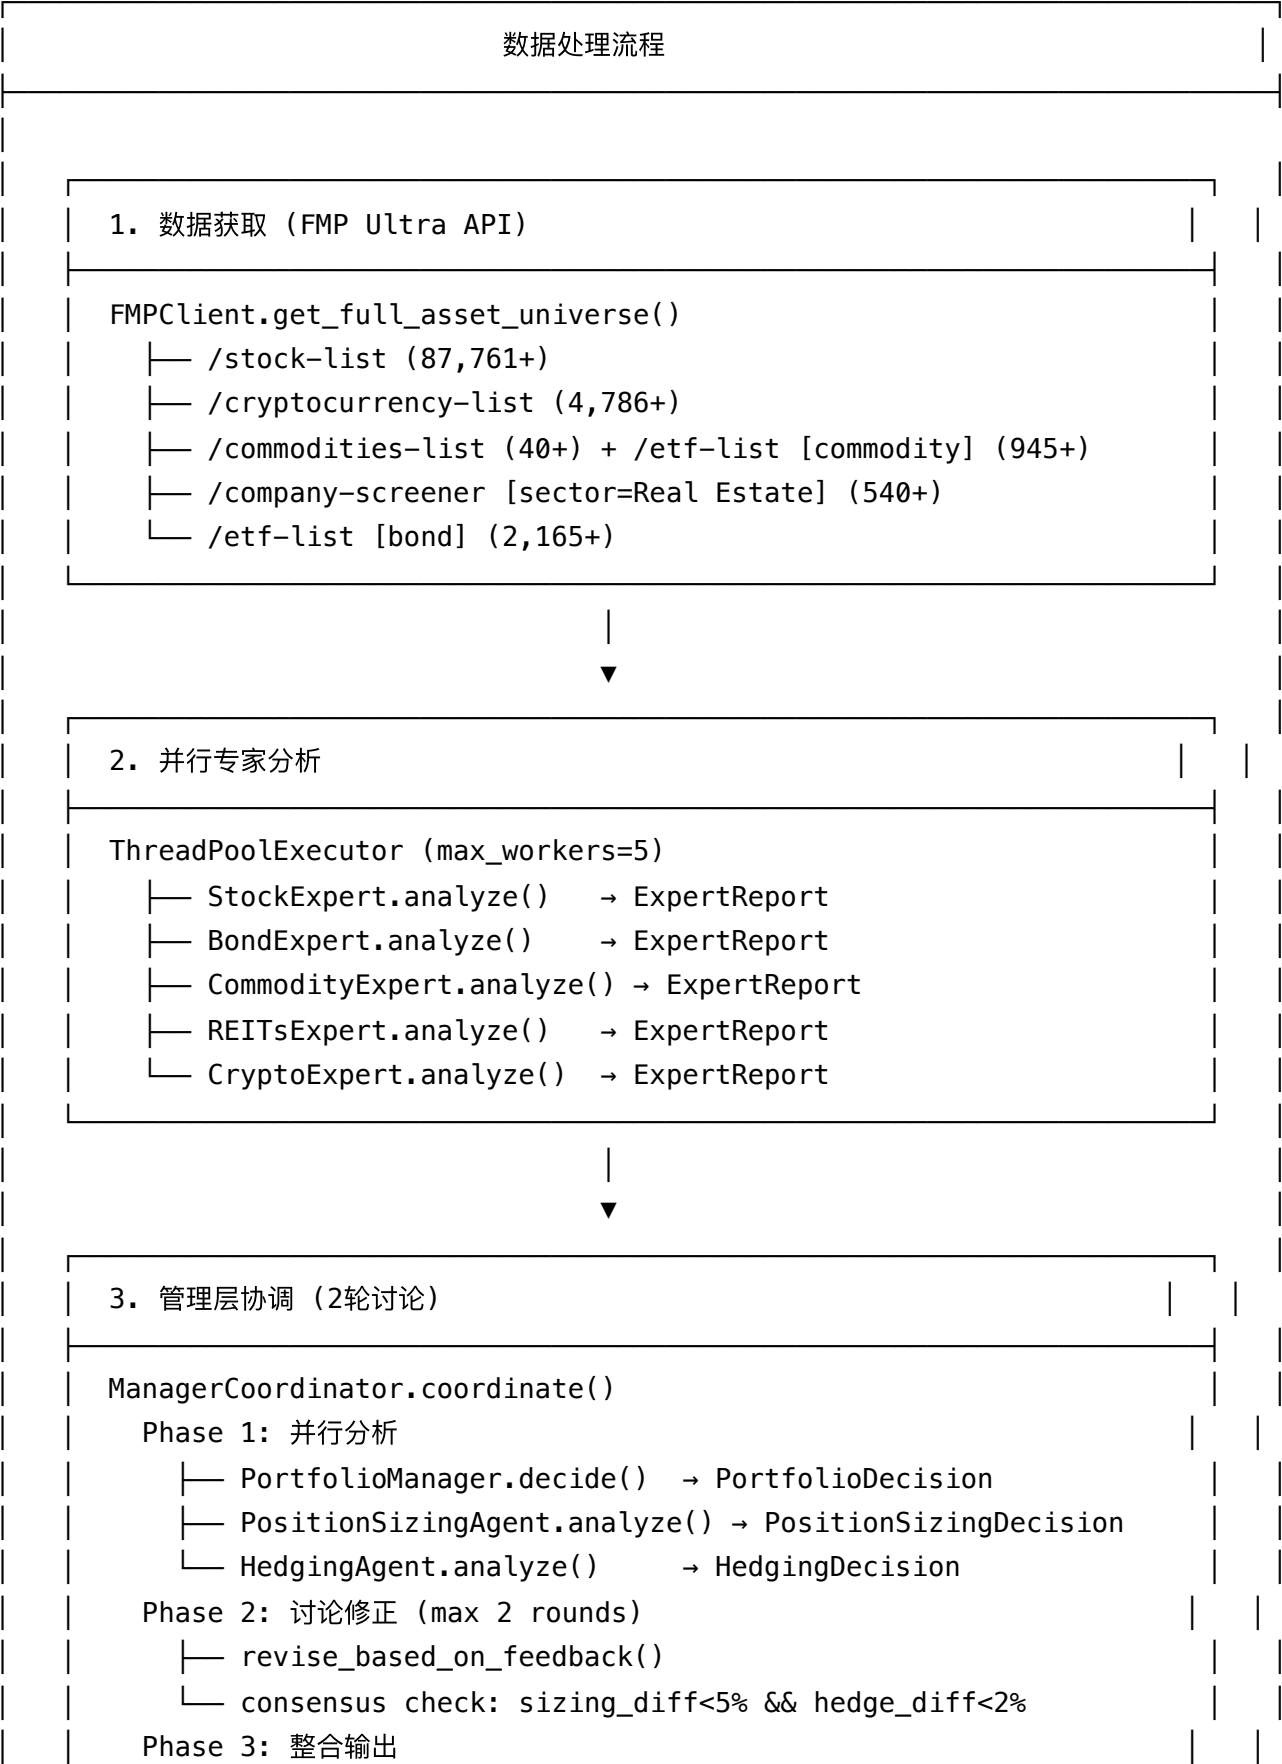 数据处理流程
1. 数据获取 (FMP Ultra API)
FMPClient.get_full_asset_universe()
├── /stock-list (87,761+)
├── /cryptocurrency-list (4,786+)
├── /commodities-list (40+) + /etf-list [commodity] (945+)
├── /company-screener [sector=Real Estate] (540+)
└── /etf-list [bond] (2,165+)
▼
2. 并行专家分析
ThreadPoolExecutor (max_workers=5)
├── StockExpert.analyze()   → ExpertReport
├── BondExpert.analyze()    → ExpertReport
├── CommodityExpert.analyze() → ExpertReport
├── REITsExpert.analyze()   → ExpertReport
└── CryptoExpert.analyze()  → ExpertReport
▼
3. 管理层协调 (2轮讨论)
ManagerCoordinator.coordinate()
Phase 1: 并行分析
├── PortfolioManager.decide()  → PortfolioDecision
├── PositionSizingAgent.analyze() → PositionSizingDecision
└── HedgingAgent.analyze()     → HedgingDecision
Phase 2: 讨论修正 (max 2 rounds)
├── revise_based_on_feedback()
└── consensus check: sizing_diff<5% && hedge_diff<2%
Phase 3: 整合输出